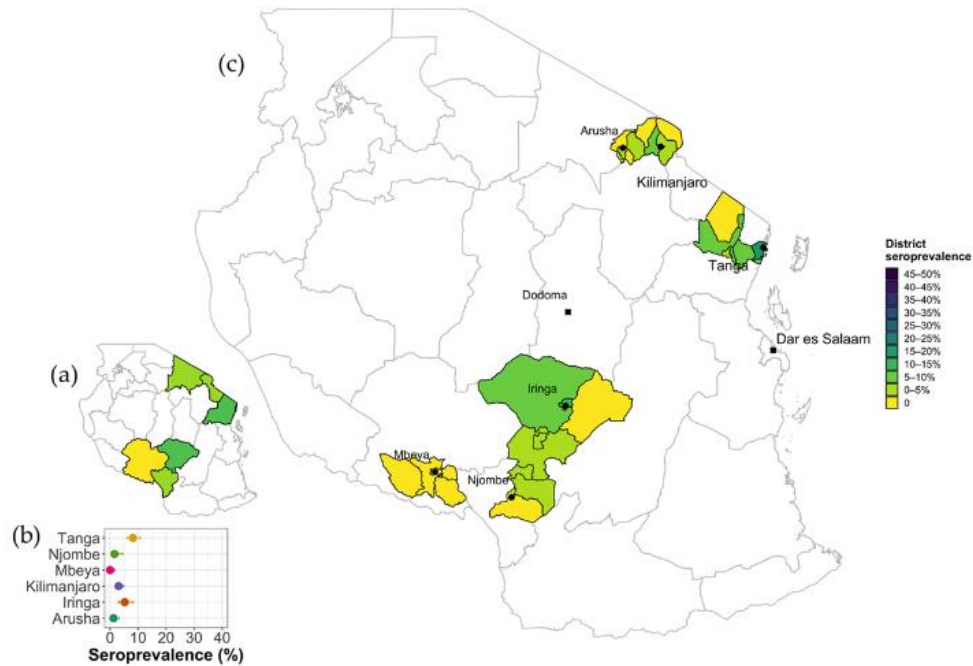 (c)
Arusha
Kilimanjaro
Tanga
Dodoma
Dar es Salaam
Iringa
Mbeya
Njombe
District
seroprevalence
45–50%
40–45%
35–40%
30–35%
25–30%
20–25%
15–20%
10–15%
5–10%
0–5%
0
(a)
(b)
Tanga
Njombe
Mbeya
Kilimanjaro
Iringa
Arusha
0 10 20 30 40
Seroprevalence (%)